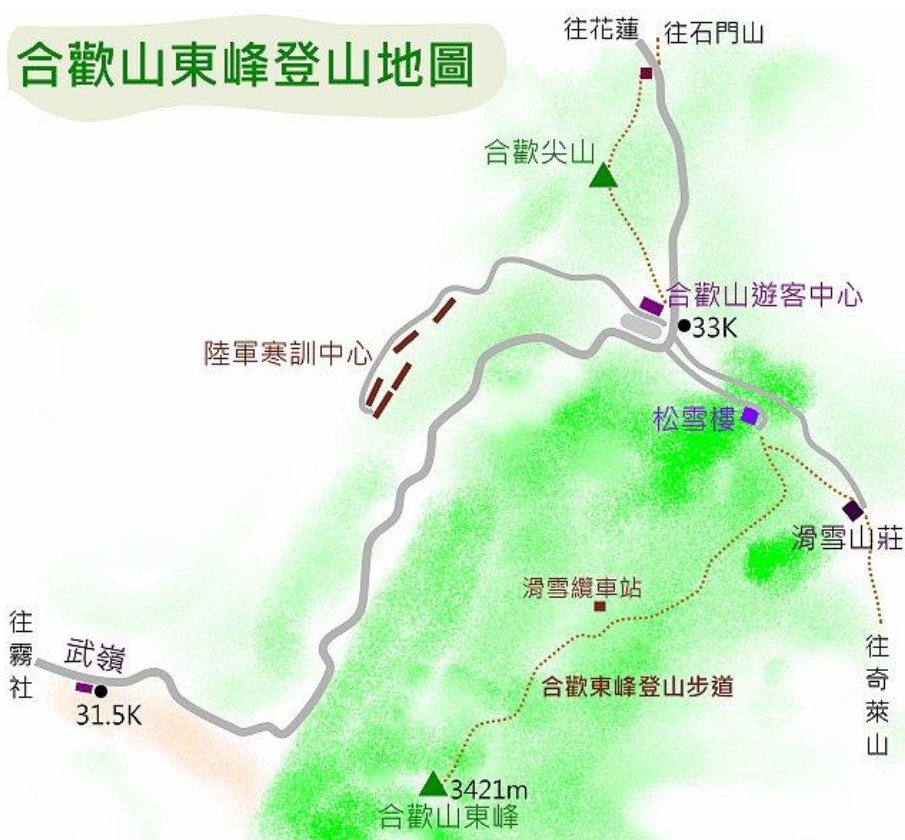 合歡山東峰登山地圖
往花蓮
往石門山
合歡尖山
合歡山遊客中心
33K
陸軍寒訓中心
松雪樓
滑雪山莊
滑雪纜車站
往霧社
武嶺
31.5K
合歡東峰登山步道
往奇萊山
3421m
合歡山東峰